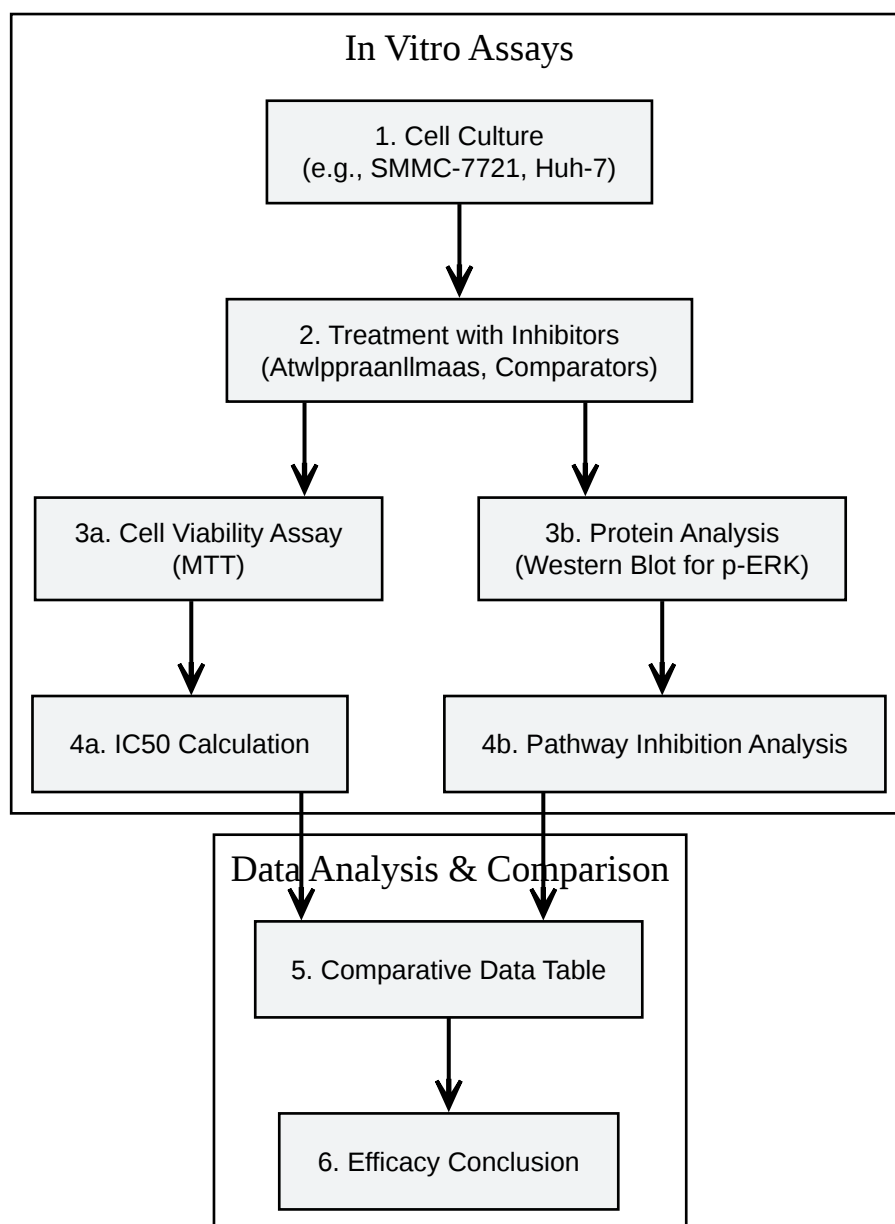 In Vitro Assays
1. Cell Culture
(e.g., SMMC-7721, Huh-7)
2. Treatment with Inhibitors
(Atwlppraanllmaas, Comparators)
3a. Cell Viability Assay
(MTT)
3b. Protein Analysis
(Western Blot for p-ERK)
4a. IC50 Calculation
4b. Pathway Inhibition Analysis
Data Analysis & Comparison
5. Comparative Data Table
6. Efficacy Conclusion